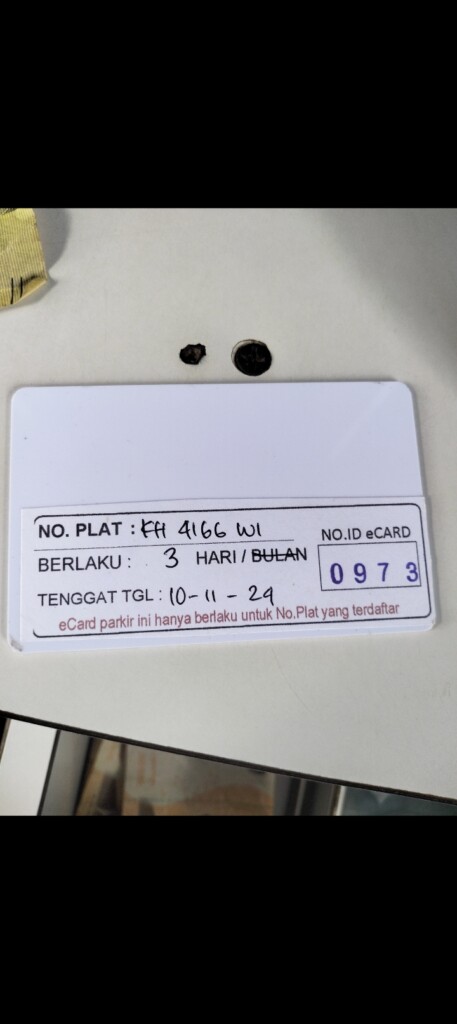 NO. PLAT : KH 4166 WI
NO.ID eCARD
BERLAKU : 3 HARI / BULAN
0973
TENGGAT TGL : 10-11-24
eCard parkir ini hanya berlaku untuk No.Plat yang terdaftar